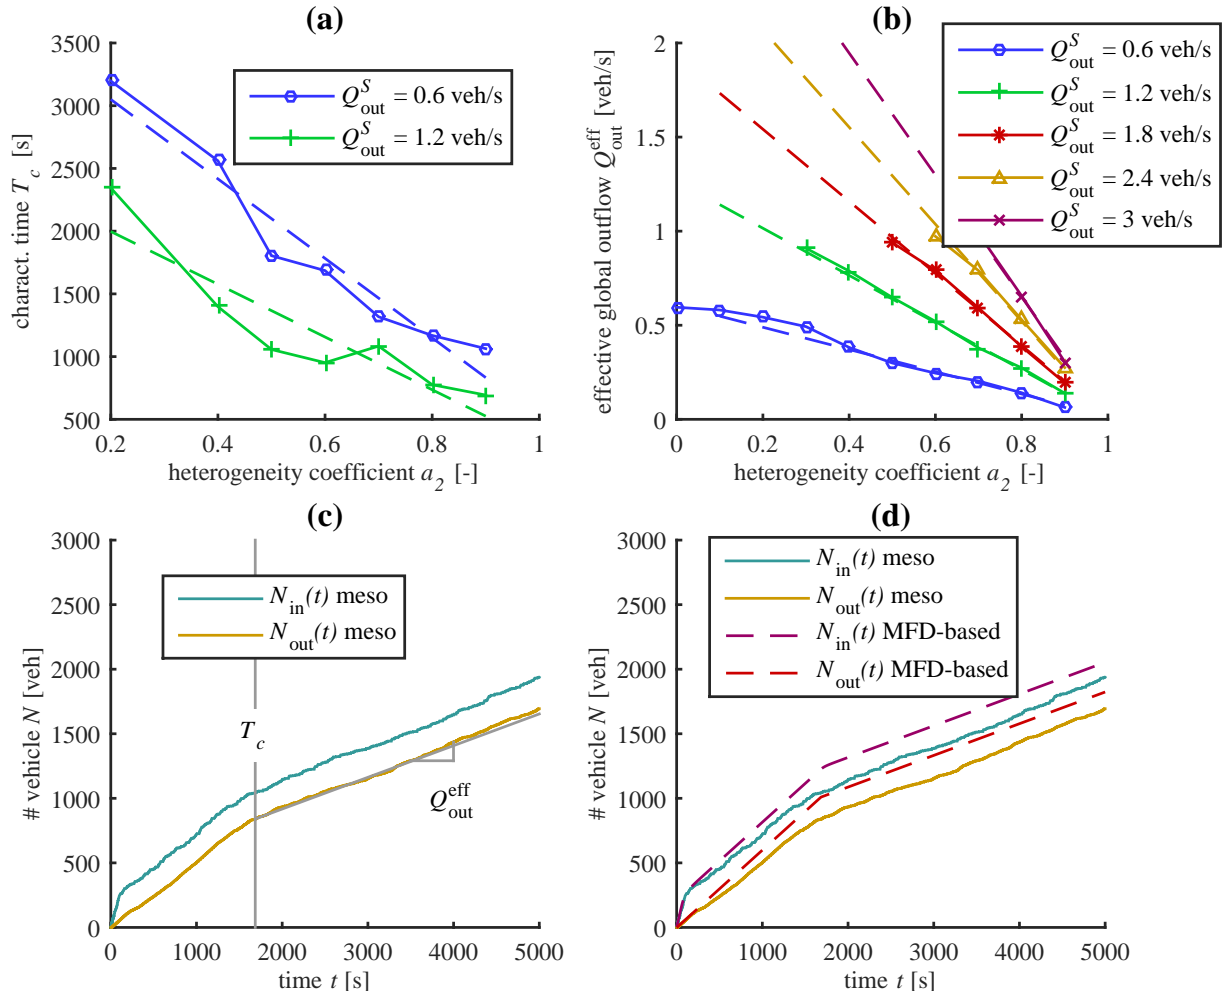 (a)
3500
3000
2500
2000
1500
1000
500
0.2
0.4
0.6
0.8
1
charact. time T_c [s]
heterogeneity coefficient a_2 [-]
Q^S_out = 0.6 veh/s
Q^S_out = 1.2 veh/s
(b)
2
1.5
1
0.5
0
0
0.2
0.4
0.6
0.8
1
effective global outflow Q^eff_out [veh/s]
heterogeneity coefficient a_2 [-]
Q^S_out = 0.6 veh/s
Q^S_out = 1.2 veh/s
Q^S_out = 1.8 veh/s
Q^S_out = 2.4 veh/s
Q^S_out = 3 veh/s
(c)
3000
2500
2000
1500
1000
500
0
0
1000
2000
3000
4000
5000
# vehicle N [veh]
time t [s]
N_in(t) meso
N_out(t) meso
T_c
Q^eff_out
(d)
3000
2500
2000
1500
1000
500
0
0
1000
2000
3000
4000
5000
# vehicle N [veh]
time t [s]
N_in(t) meso
N_out(t) meso
N_in(t) MFD-based
N_out(t) MFD-based